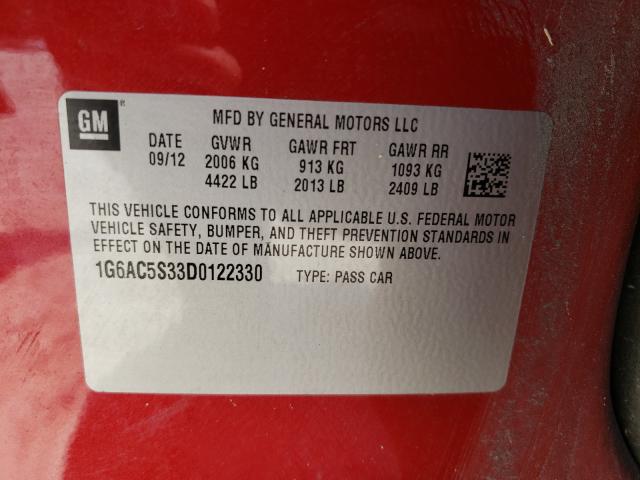 GM
MFD BY GENERAL MOTORS LLC
DATE GVWR GAWR FRT GAWR RR
09/12 2006 KG 913 KG 1093 KG
4422 LB 2013 LB 2409 LB
THIS VEHICLE CONFORMS TO ALL APPLICABLE U.S. FEDERAL MOTOR
VEHICLE SAFETY, BUMPER, AND THEFT PREVENTION STANDARDS IN
EFFECT ON THE DATE OF MANUFACTURE SHOWN ABOVE.
1G6AC5S33D0122330 TYPE: PASS CAR